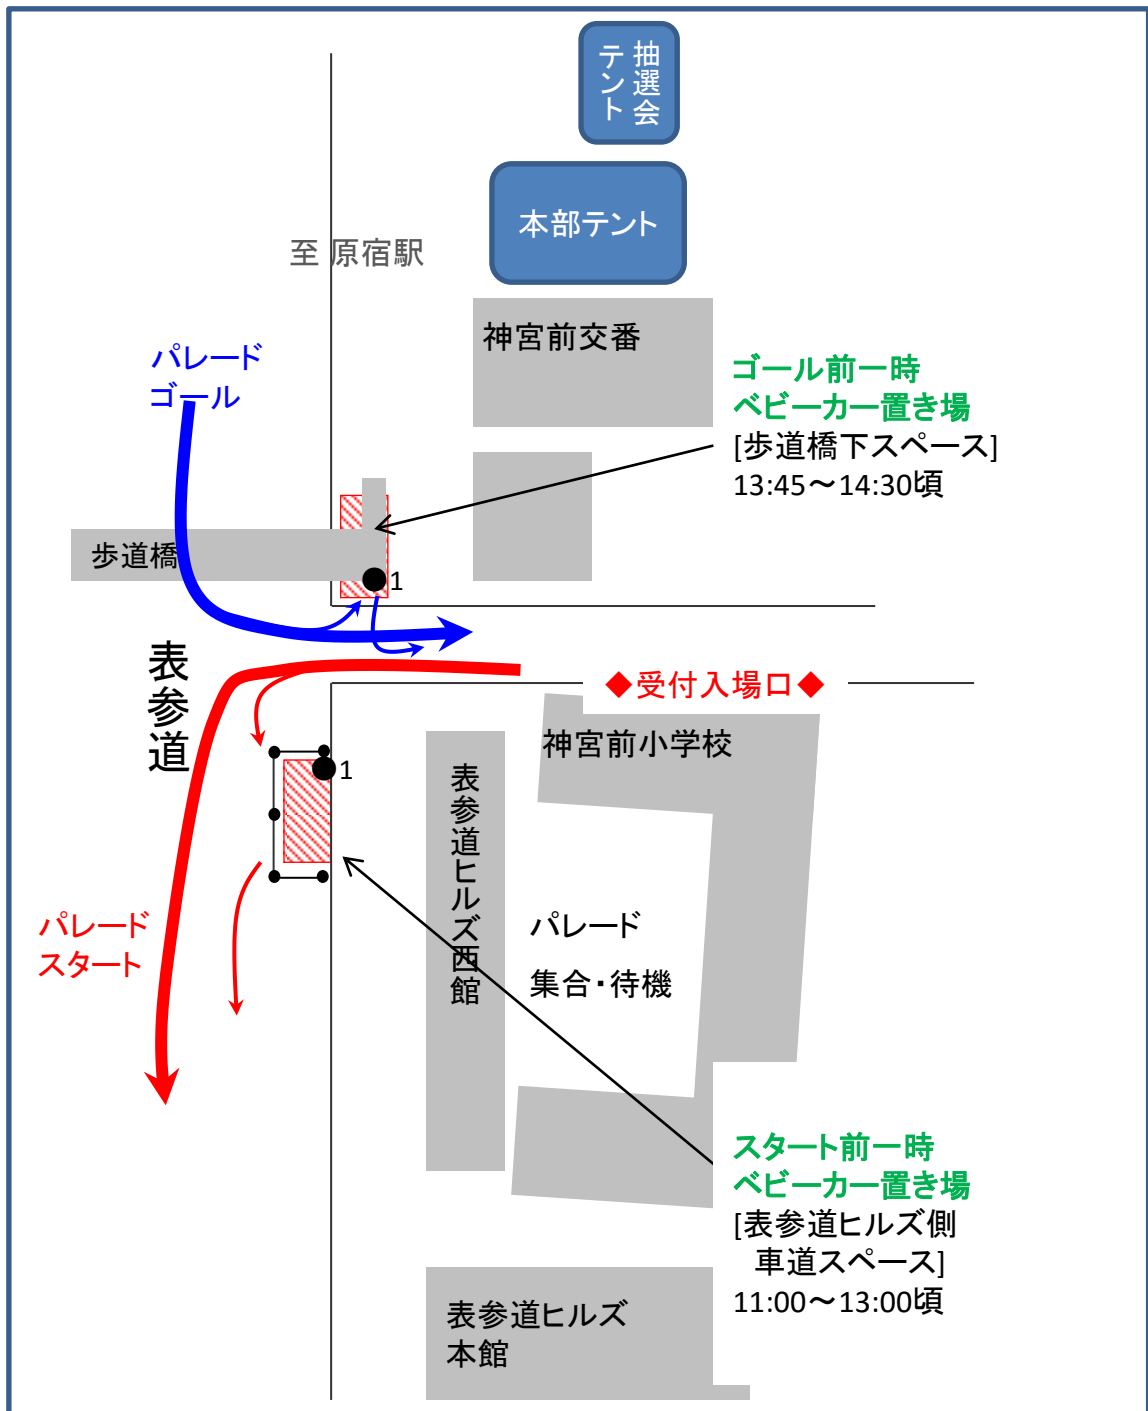 抽選会
テント
本部テント
至 原宿駅
神宮前交番
パレード
ゴール
ゴール前一時
ベビーカー置き場
[歩道橋下スペース]
13:45～14:30頃
歩道橋
1
表参道
◆受付入場口◆
神宮前小学校
1
表参道ヒルズ西館
パレード
スタート
パレード
集合・待機
スタート前一時
ベビーカー置き場
[表参道ヒルズ側
車道スペース]
11:00～13:00頃
表参道ヒルズ
本館